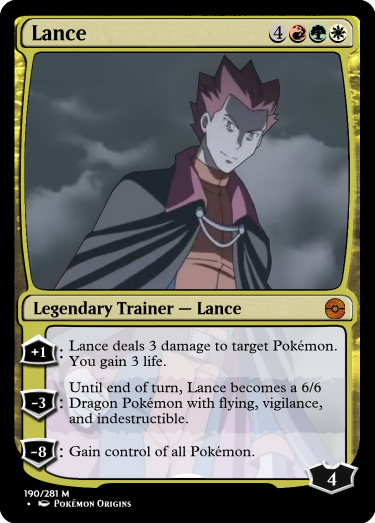 Lance 4
Legendary Trainer — Lance
+1: Lance deals 3 damage to target Pokémon.
You gain 3 life.
Until end of turn, Lance becomes a 6/6
-3: Dragon Pokémon with flying, vigilance,
and indestructible.
-8: Gain control of all Pokémon.
4
190/281 M
• Pokémon Origins